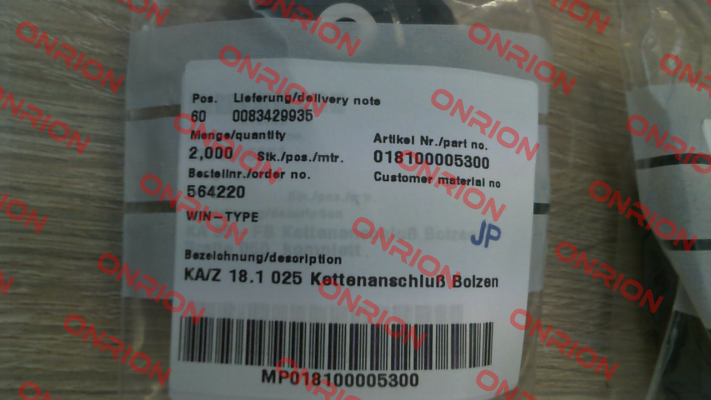 Pos. Lieferung/delivery note
60 0083429935
Menge/quantity
2,000 Stk./pos./mtr.
Artikel Nr./part no.
018100005300
Bestellnr./order no.
Customer material no
564220
WIN-TYPE
JP
Bezeichnung/description
KA/Z 18.1 025 Kettenanschluß Bolzen
MP018100005300
ONRION